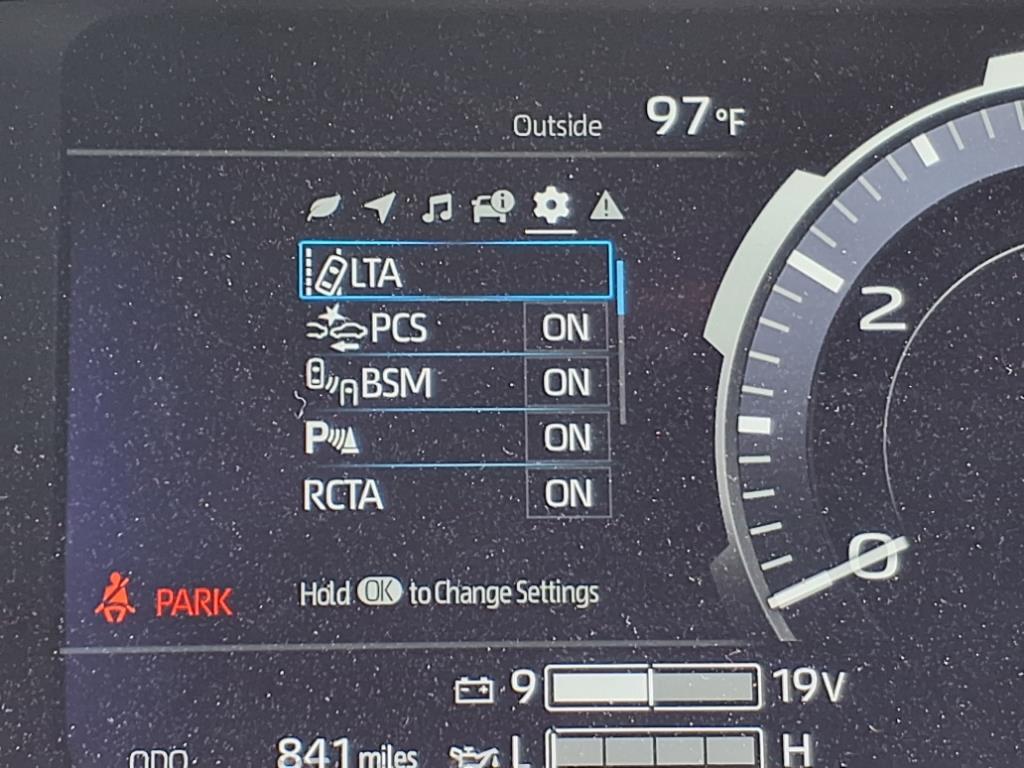 Outside 97°F
LTA
PCS ON
BSM ON
P ON
RCTA ON
Hold OK to Change Settings
PARK
2
0
9 19V
ODO 841 miles L H